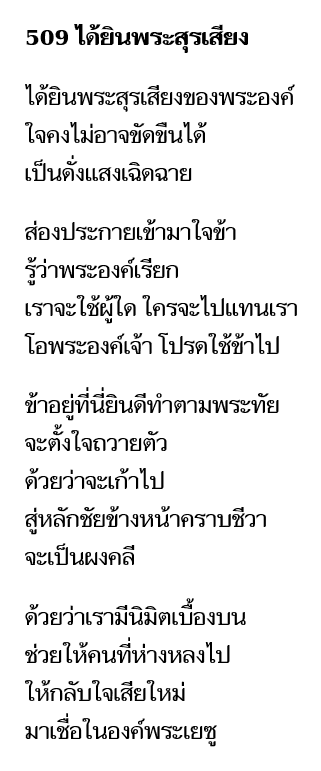 509 ได้ยินพระสุรเสียง
ได้ยินพระสุรเสียงของพระองค์
ใจคงไม่อาจขัดขืนได้
เป็นดั่งแสงเฉิดฉาย
ส่องประกายเข้ามาใจข้า
รู้ว่าพระองค์เรียก
เราจะใช้ผู้ใด ใครจะไปแทนเรา
โอพระองค์เจ้า โปรดใช้ข้าไป
ข้าอยู่ที่นี่ยินดีทำตามพระทัย
จะตั้งใจถวายตัว
ด้วยว่าจะเก้าไป
สู่หลักชัยข้างหน้าคราบชีวา
จะเป็นผงคลี
ด้วยว่าเรามีนิมิตเบื้องบน
ช่วยให้คนที่ห่างหลงไป
ให้กลับใจเสียใหม่
มาเชื่อในองค์พระเยซู